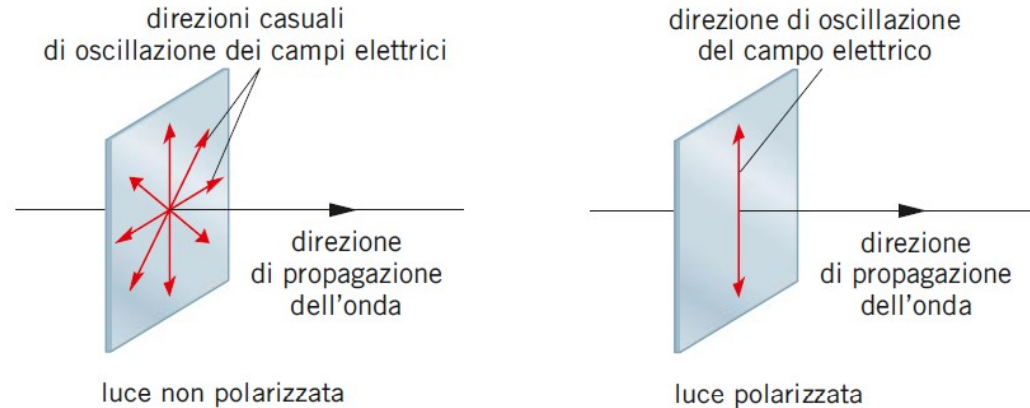 direzioni casuali
di oscillazione dei campi elettrici
direzione
di propagazione
dell'onda
luce non polarizzata
direzione di oscillazione
del campo elettrico
direzione
di propagazione
dell'onda
luce polarizzata